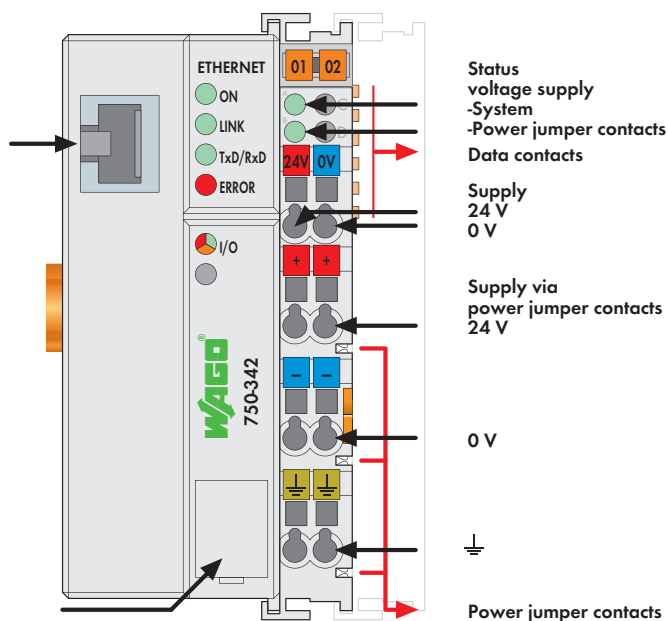 ETHERNET
ON
LINK
TxD/RxD
ERROR
I/O
WAGO
®
750-342
01 02
A
C
B
D
24V 0V
+ +
– –
Status
voltage supply
-System
-Power jumper contacts
Data contacts
Supply
24 V
0 V
Supply via
power jumper contacts
24 V
0 V
Power jumper contacts